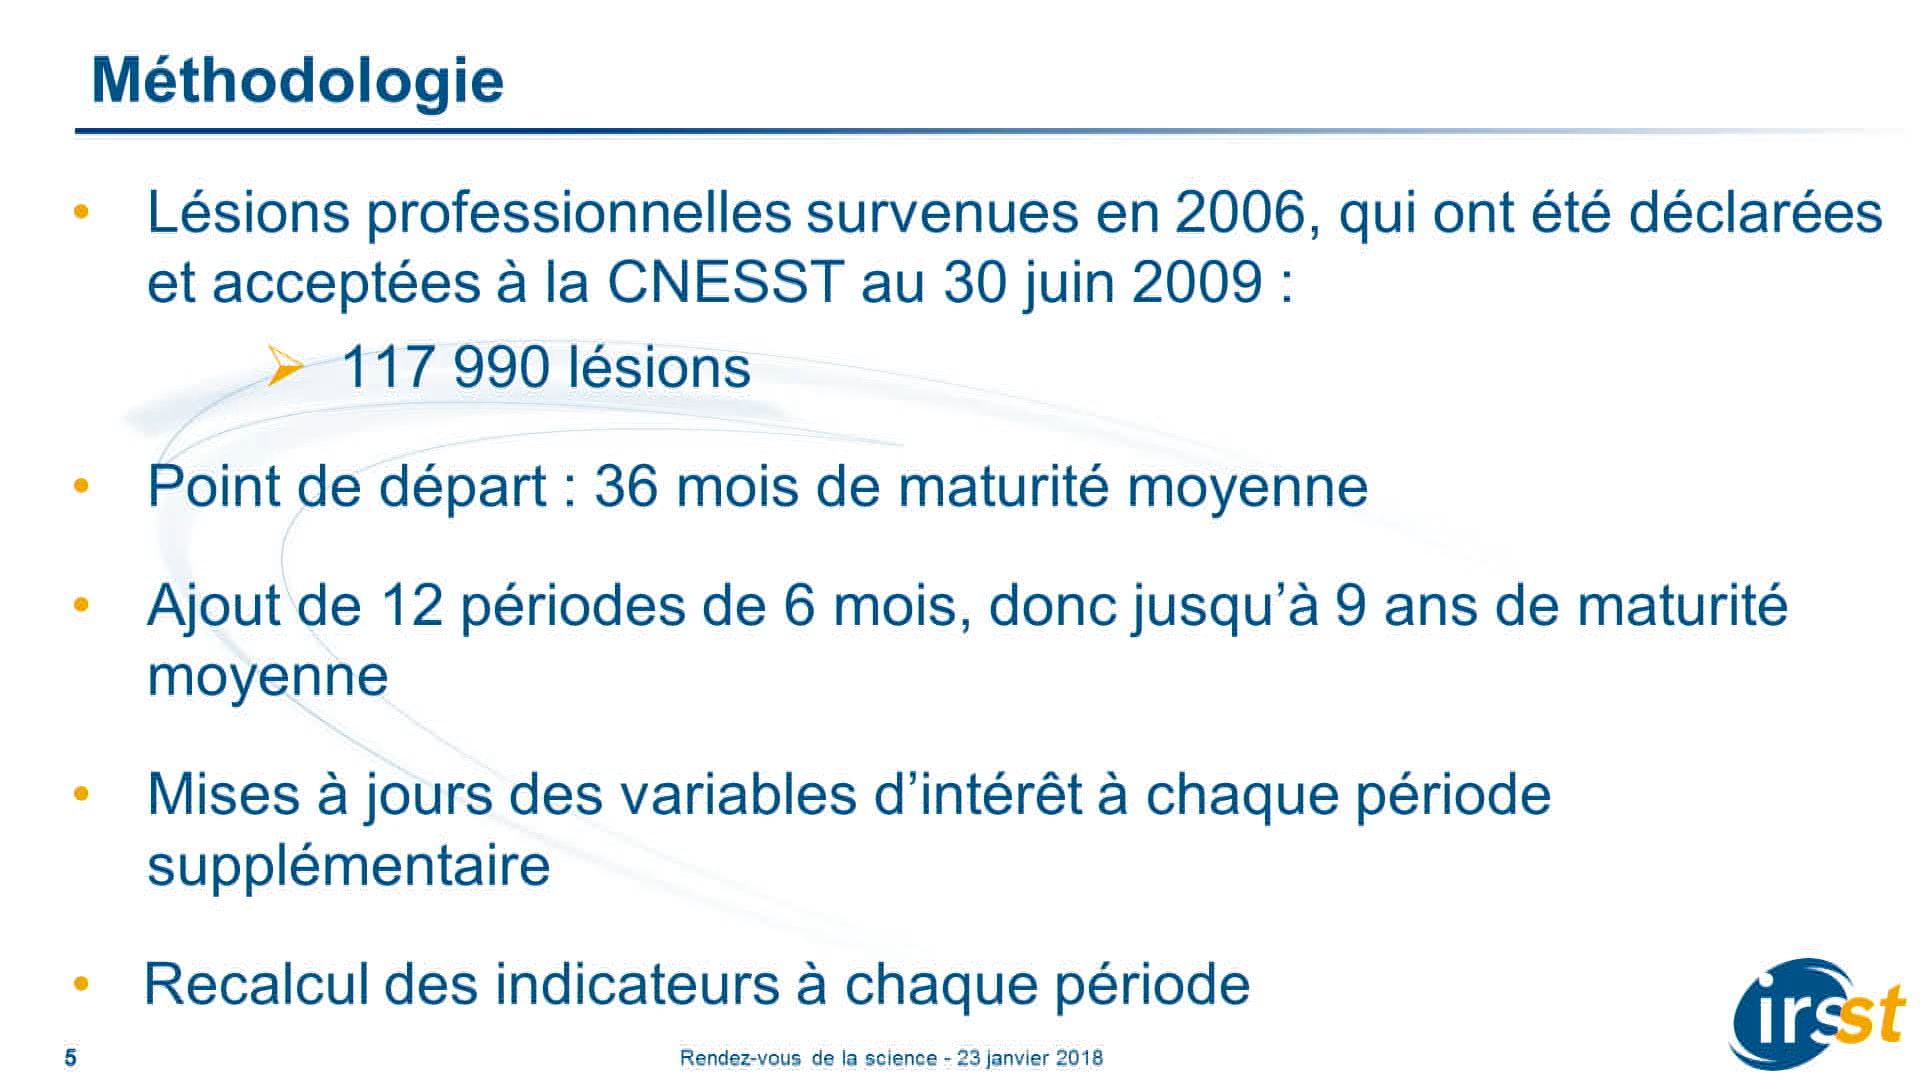 Méthodologie
• Lésions professionnelles survenues en 2006, qui ont été déclarées
et acceptées à la CNESST au 30 juin 2009 :
➢ 117 990 lésions
• Point de départ : 36 mois de maturité moyenne
• Ajout de 12 périodes de 6 mois, donc jusqu’à 9 ans de maturité
moyenne
• Mises à jours des variables d’intérêt à chaque période
supplémentaire
• Recalcul des indicateurs à chaque période
irsst
5
Rendez-vous de la science - 23 janvier 2018